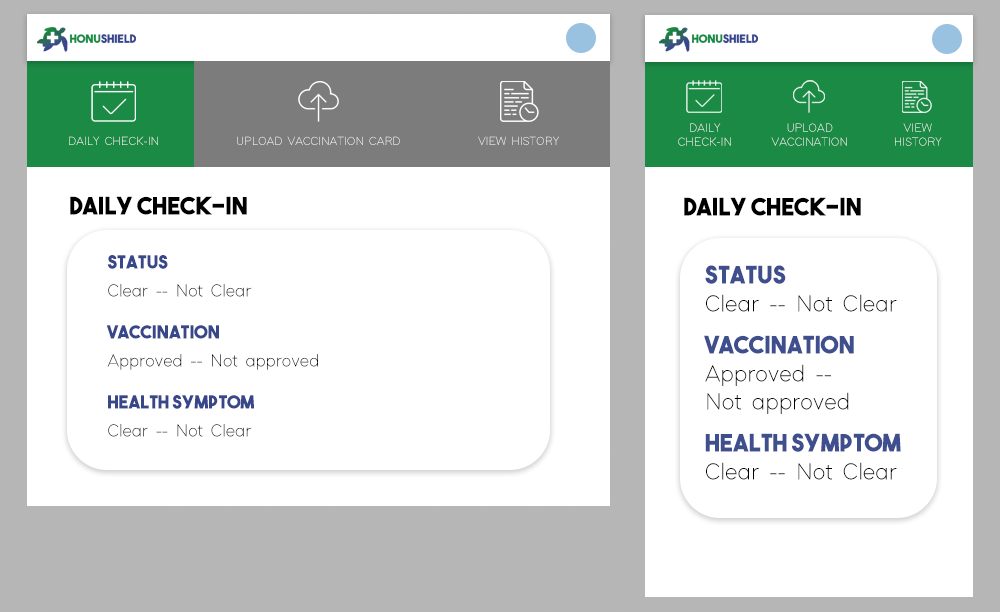 HONUSHIELD
DAILY CHECK-IN
UPLOAD VACCINATION CARD
VIEW HISTORY
DAILY CHECK-IN
STATUS
Clear -- Not Clear
VACCINATION
Approved -- Not approved
HEALTH SYMPTOM
Clear -- Not Clear
HONUSHIELD
DAILY
CHECK-IN
UPLOAD
VACCINATION
VIEW
HISTORY
DAILY CHECK-IN
STATUS
Clear -- Not Clear
VACCINATION
Approved --
Not approved
HEALTH SYMPTOM
Clear -- Not Clear